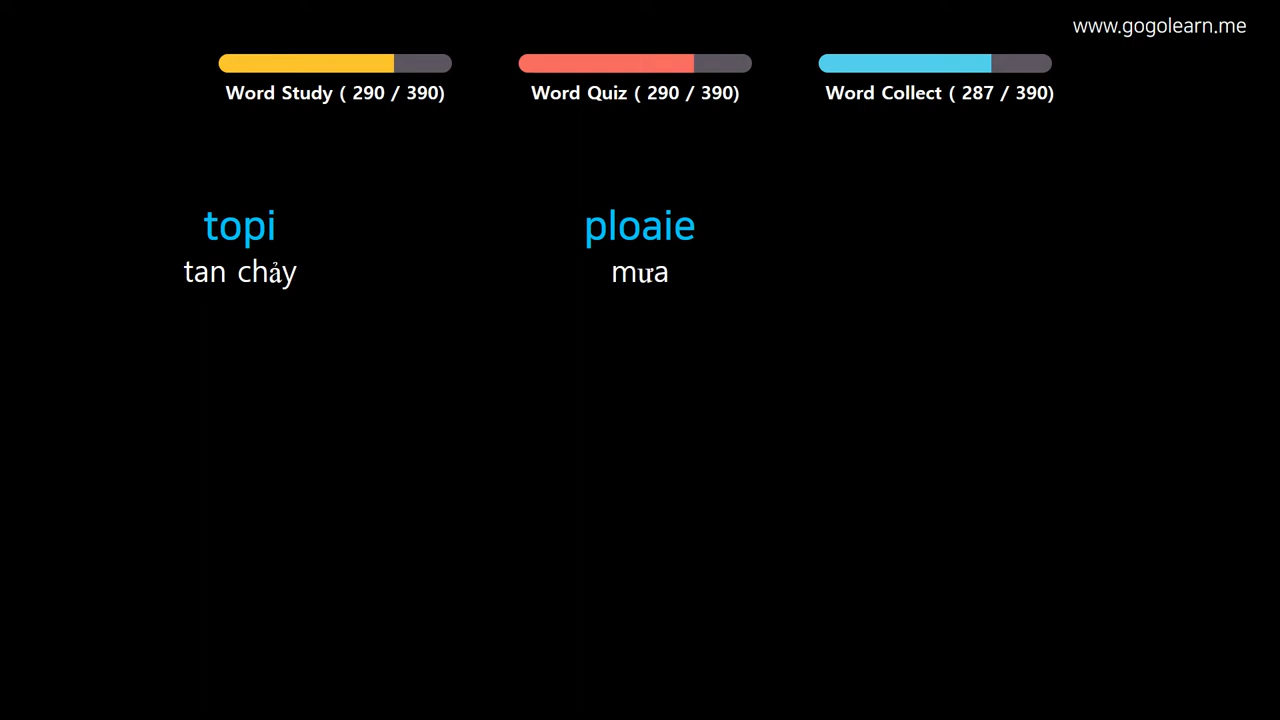 www.gogolearn.me
Word Study ( 290 / 390)
Word Quiz ( 290 / 390)
Word Collect ( 287 / 390)
topi
tan chảy
ploaie
mưa